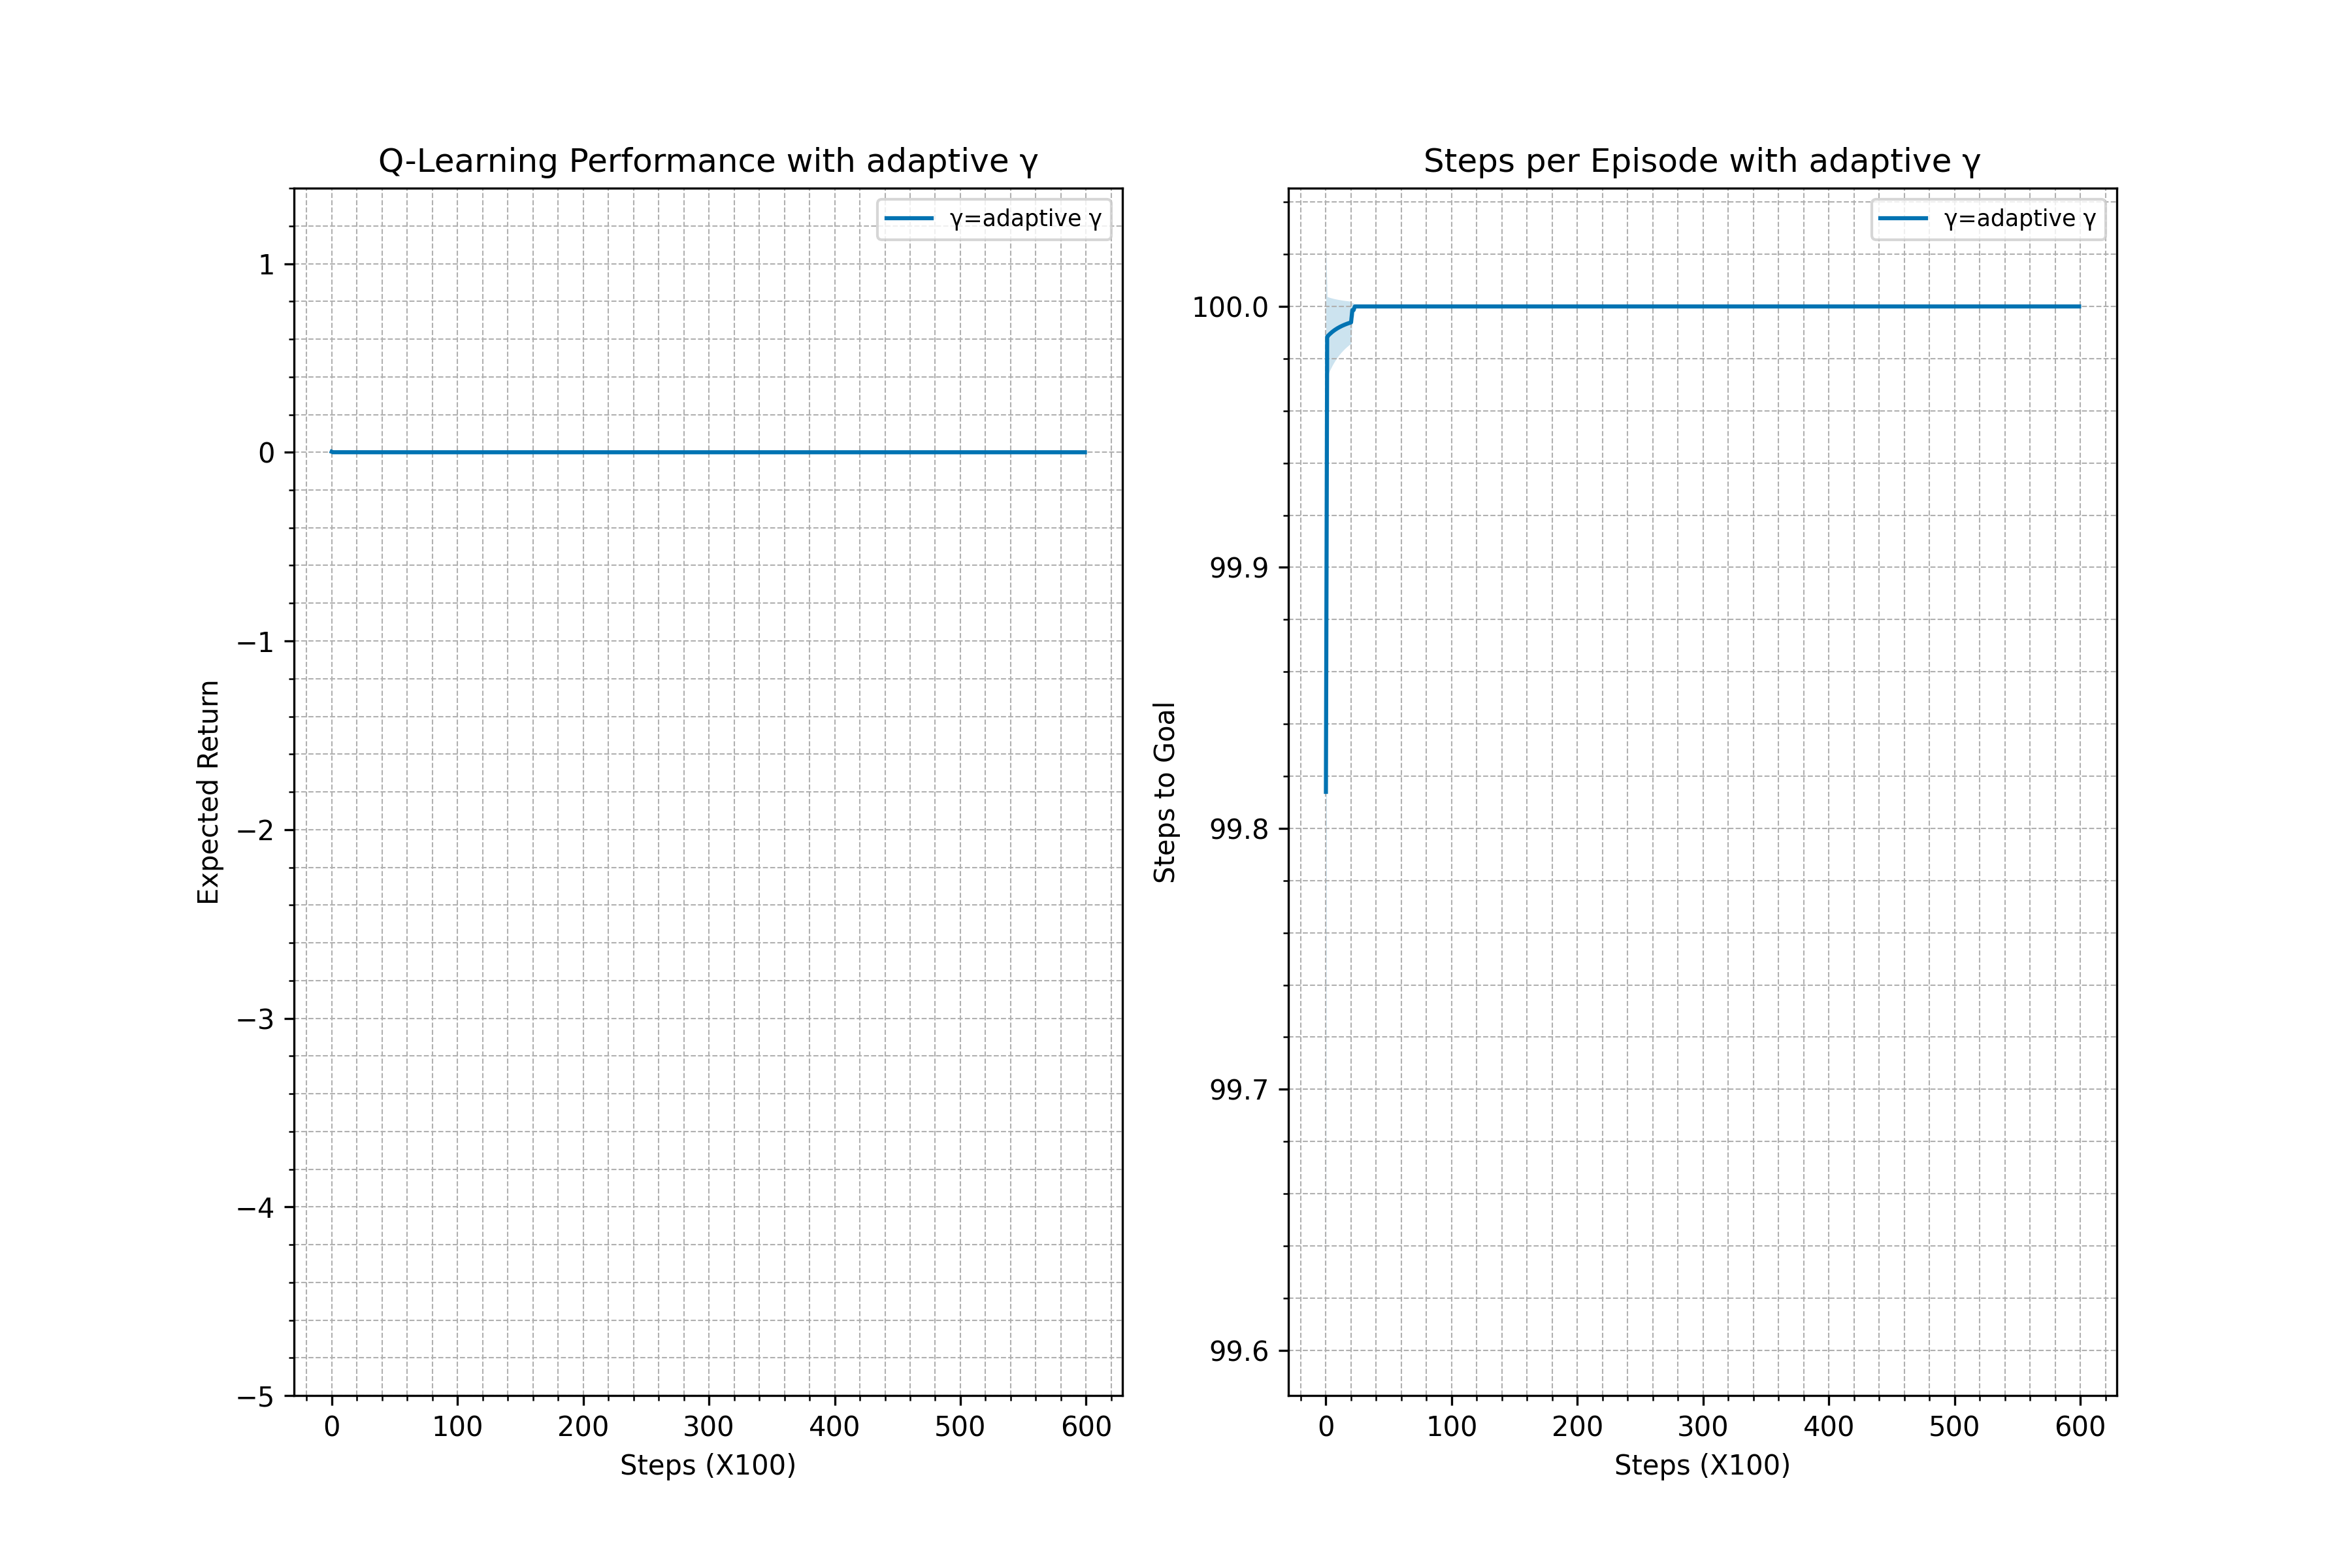 Q-Learning Performance with adaptive γ
γ=adaptive γ
1
0
−1
−2
−3
−4
−5
Expected Return
0 100 200 300 400 500 600
Steps (X100)
Steps per Episode with adaptive γ
γ=adaptive γ
100.0
99.9
99.8
99.7
99.6
Steps to Goal
0 100 200 300 400 500 600
Steps (X100)